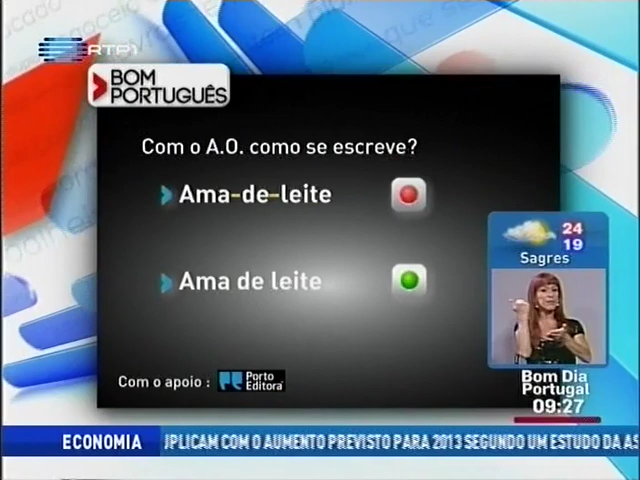 RTP1
BOM
PORTUGUÊS
Com o A.O. como se escreve?
Ama-de-leite
Ama de leite
24
19
Sagres
Com o apoio :
Porto
Editora
Bom Dia
Portugal
09:27
ECONOMIA
JPLICAM COM O AUMENTO PREVISTO PARA 2013 SEGUNDO UM ESTUDO DA AS